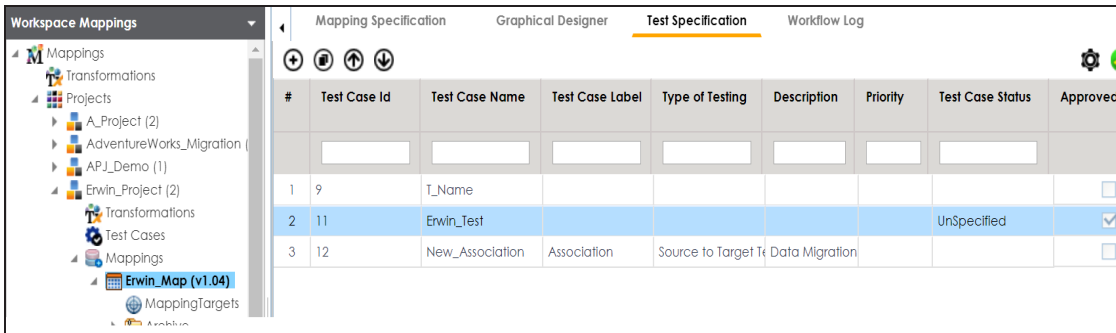 Workspace Mappings
Mappings
Transformations
Projects
A_Project (2)
AdventureWorks_Migration (
APJ_Demo (1)
Erwin_Project (2)
Transformations
Test Cases
Mappings
Erwin_Map (v1.04)
MappingTargets
Archive
Mapping Specification Graphical Designer Test Specification Workflow Log
# Test Case Id Test Case Name Test Case Label Type of Testing Description Priority Test Case Status Approved
1 9 T_Name
2 11 Erwin_Test UnSpecified
3 12 New_Association Association Source to Target Te Data Migration